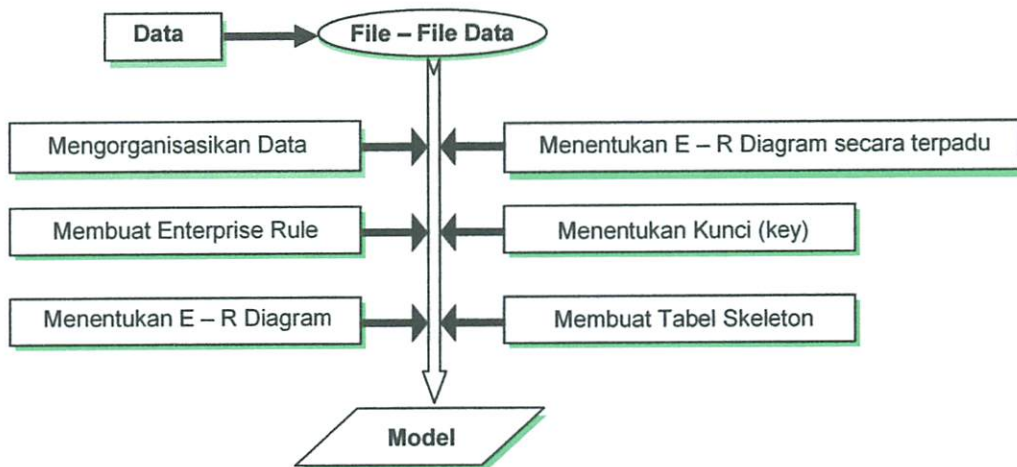 Data
File – File Data
Mengorganisasikan Data
Menentukan E – R Diagram secara terpadu
Membuat Enterprise Rule
Menentukan Kunci (key)
Menentukan E – R Diagram
Membuat Tabel Skeleton
Model